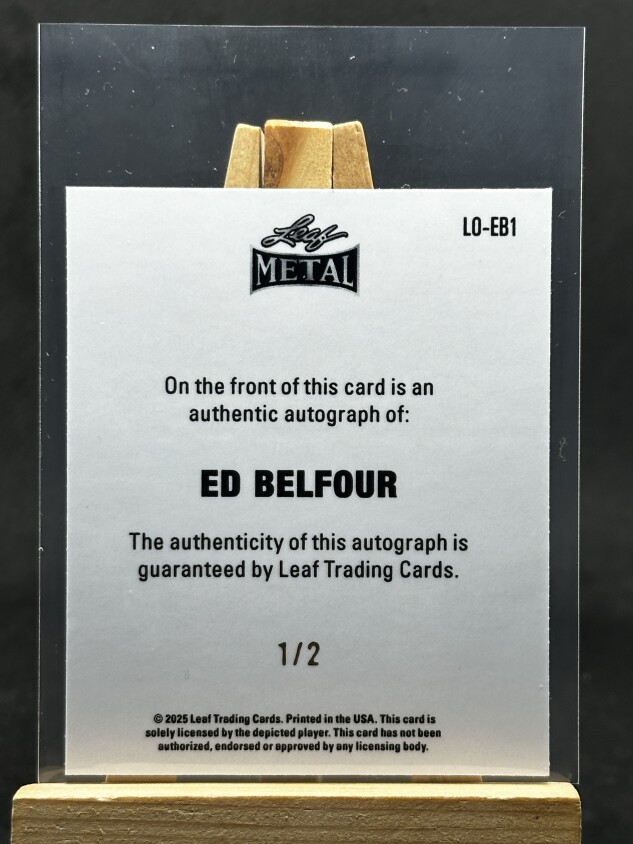 Leaf
METAL
LO-EB1
On the front of this card is an
authentic autograph of:
ED BELFOUR
The authenticity of this autograph is
guaranteed by Leaf Trading Cards.
1/2
© 2025 Leaf Trading Cards. Printed in the USA. This card is
solely licensed by the depicted player. This card has not been
authorized, endorsed or approved by any licensing body.